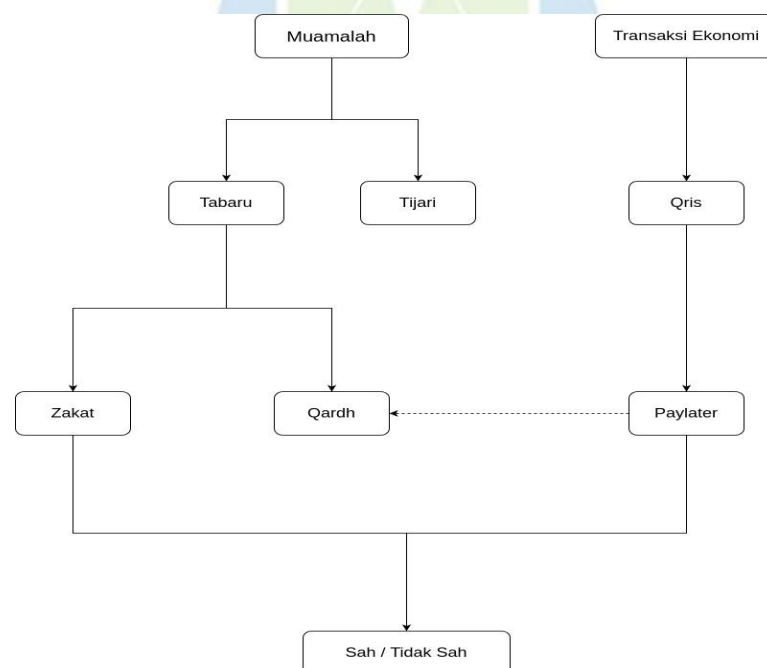 Muamalah
Transaksi Ekonomi
Tabaru
Tijari
Qris
Zakat
Qardh
Paylater
Sah / Tidak Sah